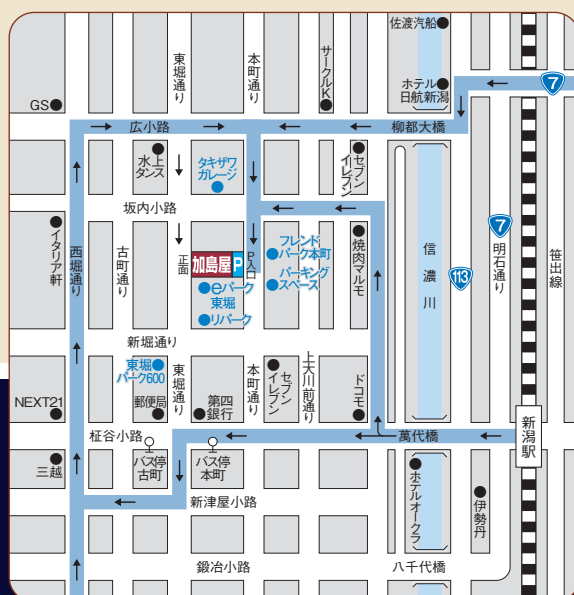 佐渡汽船
東堀通り
本町通り
サークルK
ホテル
日航新潟
7
GS
広小路
柳都大橋
水上
タンス
タキザワ
ガレージ
セブン
イレブン
坂内小路
イタリア軒
西堀通り
古町通り
正面
加島屋
P
P入口
フレンド
パーク本町
パーキング
スペース
焼肉マルモ
信濃川
113
7
明石通り
笹出線
eパーク
東堀
リパーク
新堀通り
東堀
パーク600
東堀通り
本町通り
セブン
イレブン
上大川前通り
ドコモ
NEXT21
郵便局
第四
銀行
新潟駅
柾谷小路
萬代橋
三越
バス停
古町
バス停
本町
ホテルオークラ
伊勢丹
新津屋小路
鍛冶小路
八千代橋